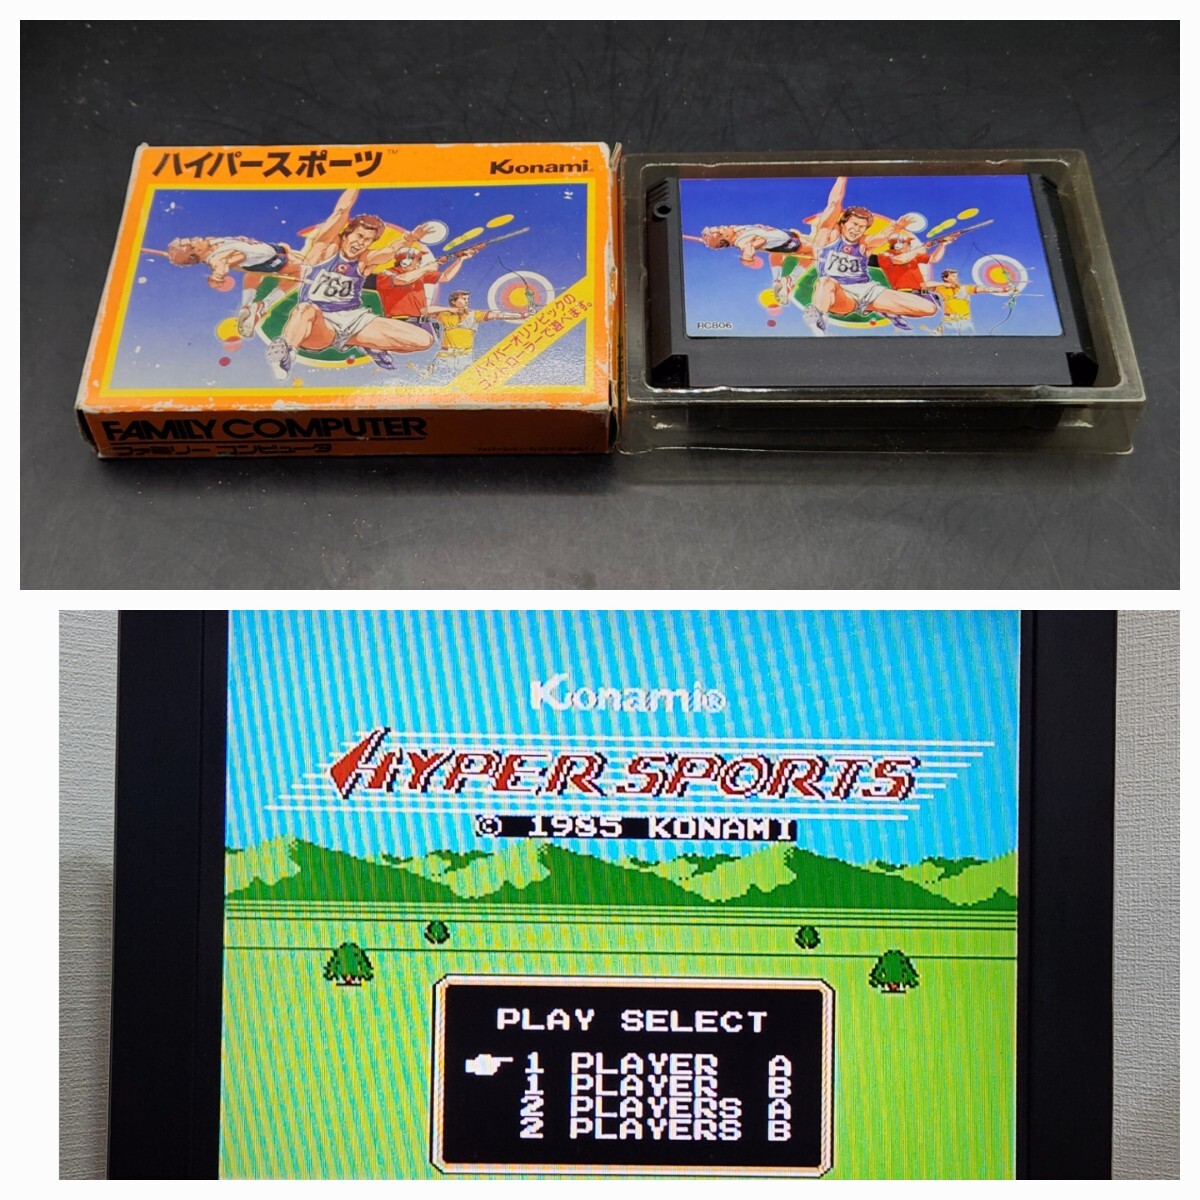 ハイパースポーツ™
Konami
768
ハイパーオリンピックの
コントローラーで遊べます。
FAMILY COMPUTER
ファミリー コンピュータ
768
RC806
Konami®
HYPER SPORTS
© 1985 KONAMI
PLAY SELECT
1 PLAYER A
1 PLAYER B
2 PLAYERS A
2 PLAYERS B